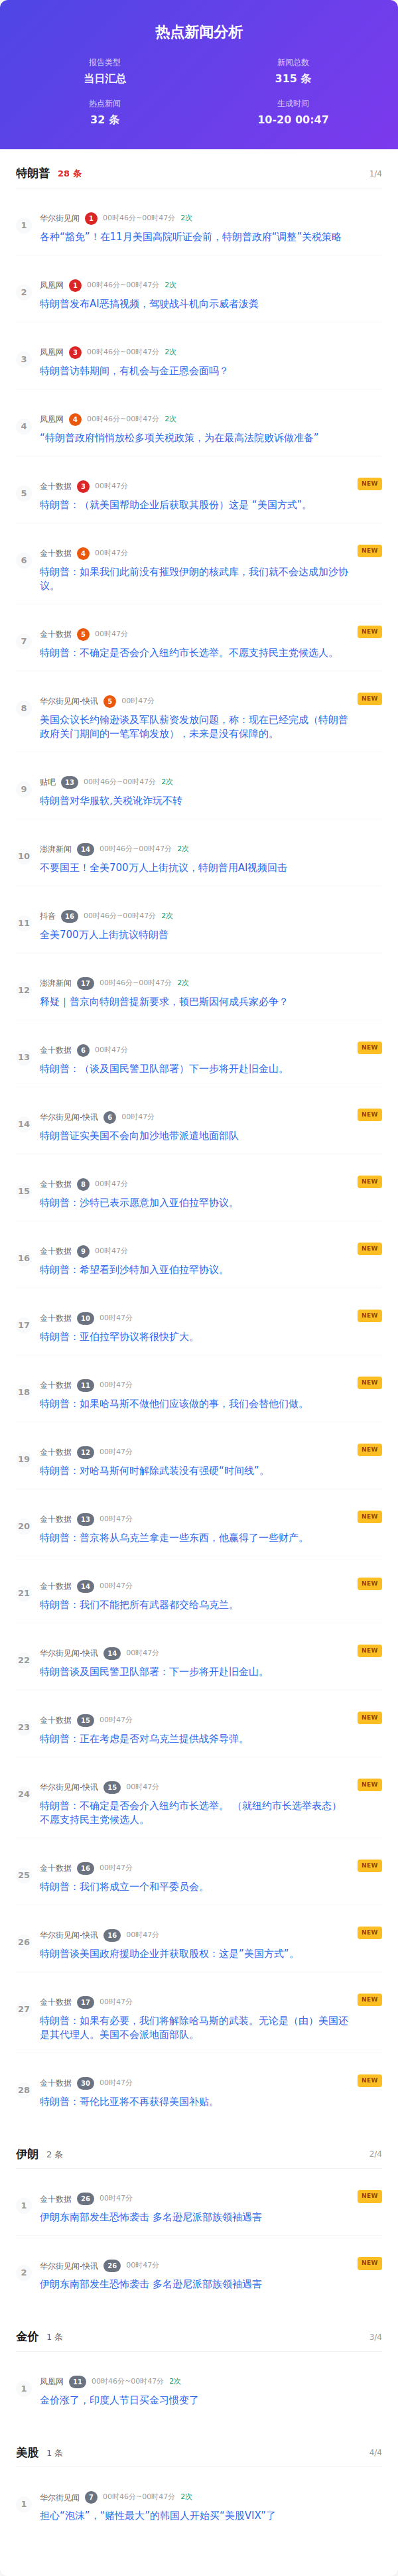 热点新闻分析
报告类型
当日汇总
新闻总数
315 条
热点新闻
32 条
生成时间
10-20 00:47
特朗普 28 条 1/4
1
华尔街见闻 1 00时46分~00时47分 2次
各种“豁免”！在11月美国高院听证会前，特朗普政府“调整”关税策略
2
凤凰网 1 00时46分~00时47分 2次
特朗普发布AI恶搞视频，驾驶战斗机向示威者泼粪
3
凤凰网 3 00时46分~00时47分 2次
特朗普访韩期间，有机会与金正恩会面吗？
4
凤凰网 4 00时46分~00时47分 2次
“特朗普政府悄悄放松多项关税政策，为在最高法院败诉做准备”
5
金十数据 3 00时47分 NEW
特朗普：（就美国帮助企业后获取其股份）这是 “美国方式”。
6
金十数据 4 00时47分 NEW
特朗普：如果我们此前没有摧毁伊朗的核武库，我们就不会达成加沙协
议。
7
金十数据 5 00时47分 NEW
特朗普：不确定是否会介入纽约市长选举。不愿支持民主党候选人。
8
华尔街见闻-快讯 5 00时47分 NEW
美国众议长约翰逊谈及军队薪资发放问题，称：现在已经完成（特朗普
政府关门期间的一笔军饷发放），未来是没有保障的。
9
贴吧 13 00时46分~00时47分 2次
特朗普对华服软,关税讹诈玩不转
10
澎湃新闻 14 00时46分~00时47分 2次
不要国王！全美700万人上街抗议，特朗普用AI视频回击
11
抖音 16 00时46分~00时47分 2次
全美700万人上街抗议特朗普
12
澎湃新闻 17 00时46分~00时47分 2次
释疑｜普京向特朗普提新要求，顿巴斯因何成兵家必争？
13
金十数据 6 00时47分 NEW
特朗普：（谈及国民警卫队部署）下一步将开赴旧金山。
14
华尔街见闻-快讯 6 00时47分 NEW
特朗普证实美国不会向加沙地带派遣地面部队
15
金十数据 8 00时47分 NEW
特朗普：沙特已表示愿意加入亚伯拉罕协议。
16
金十数据 9 00时47分 NEW
特朗普：希望看到沙特加入亚伯拉罕协议。
17
金十数据 10 00时47分 NEW
特朗普：亚伯拉罕协议将很快扩大。
18
金十数据 11 00时47分 NEW
特朗普：如果哈马斯不做他们应该做的事，我们会替他们做。
19
金十数据 12 00时47分 NEW
特朗普：对哈马斯何时解除武装没有强硬“时间线”。
20
金十数据 13 00时47分 NEW
特朗普：普京将从乌克兰拿走一些东西，他赢得了一些财产。
21
金十数据 14 00时47分 NEW
特朗普：我们不能把所有武器都交给乌克兰。
22
华尔街见闻-快讯 14 00时47分 NEW
特朗普谈及国民警卫队部署：下一步将开赴旧金山。
23
金十数据 15 00时47分 NEW
特朗普：正在考虑是否对乌克兰提供战斧导弹。
24
华尔街见闻-快讯 15 00时47分 NEW
特朗普：不确定是否会介入纽约市长选举。 （就纽约市长选举表态）
不愿支持民主党候选人。
25
金十数据 16 00时47分 NEW
特朗普：我们将成立一个和平委员会。
26
华尔街见闻-快讯 16 00时47分 NEW
特朗普谈美国政府援助企业并获取股权：这是”美国方式”。
27
金十数据 17 00时47分 NEW
特朗普：如果有必要，我们将解除哈马斯的武装。无论是（由）美国还
是其代理人。美国不会派地面部队。
28
金十数据 30 00时47分 NEW
特朗普：哥伦比亚将不再获得美国补贴。
伊朗 2 条 2/4
1
金十数据 26 00时47分 NEW
伊朗东南部发生恐怖袭击 多名逊尼派部族领袖遇害
2
华尔街见闻-快讯 26 00时47分 NEW
伊朗东南部发生恐怖袭击 多名逊尼派部族领袖遇害
金价 1 条 3/4
1
凤凰网 11 00时46分~00时47分 2次
金价涨了，印度人节日买金习惯变了
美股 1 条 4/4
1
华尔街见闻 7 00时46分~00时47分 2次
担心“泡沫”，“赌性最大”的韩国人开始买“美股VIX”了